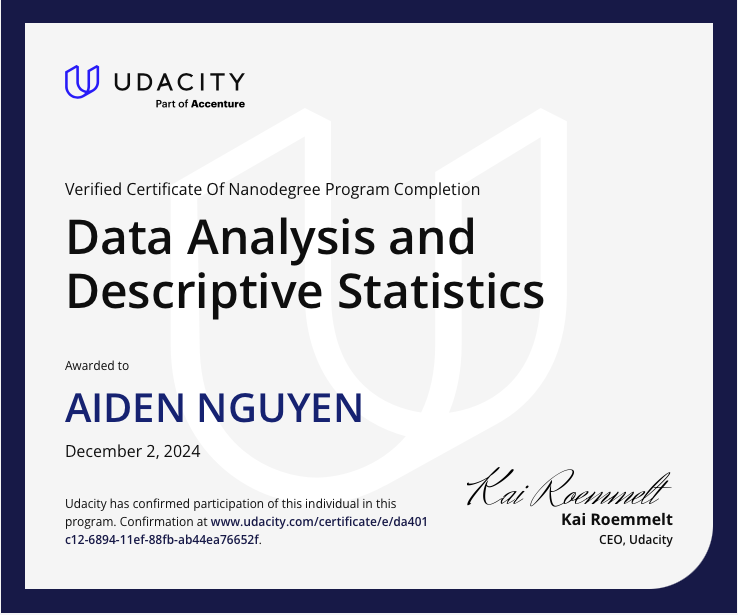 UDACITY
Part of Accenture
Verified Certificate Of Nanodegree Program Completion
Data Analysis and
Descriptive Statistics
Awarded to
AIDEN NGUYEN
December 2, 2024
Udacity has confirmed participation of this individual in this
program. Confirmation at www.udacity.com/certificate/e/da401
c12-6894-11ef-88fb-ab44ea76652f.
Kai Roemmelt
Kai Roemmelt
CEO, Udacity